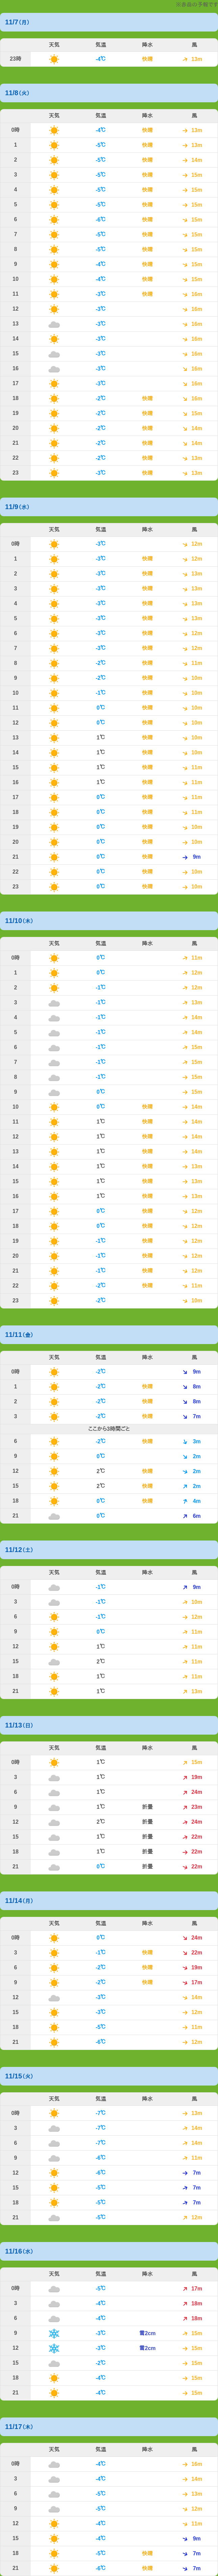 11/7(月)
天気 気温 降水 風
23時 -4℃ 快晴 13m
11/8(火)
天気 気温 降水 風
0時 -4℃ 快晴 13m
1 -5℃ 快晴 13m
2 -5℃ 快晴 14m
3 -5℃ 快晴 15m
4 -5℃ 快晴 15m
5 -5℃ 快晴 15m
6 -6℃ 快晴 15m
7 -5℃ 快晴 15m
8 -5℃ 快晴 15m
9 -4℃ 快晴 15m
10 -4℃ 快晴 15m
11 -3℃ 快晴 16m
12 -3℃ 16m
13 -3℃ 16m
14 -3℃ 16m
15 -3℃ 16m
16 -3℃ 16m
17 -3℃ 16m
18 -2℃ 快晴 16m
19 -2℃ 快晴 15m
20 -2℃ 快晴 14m
21 -2℃ 快晴 14m
22 -2℃ 快晴 13m
23 -3℃ 快晴 12m
11/9(水)
天気 気温 降水 風
0時 -3℃ 12m
1 -3℃ 快晴 12m
2 -3℃ 快晴 13m
3 -3℃ 快晴 13m
4 -3℃ 快晴 13m
5 -3℃ 快晴 13m
6 -3℃ 快晴 12m
7 -3℃ 快晴 12m
8 -2℃ 快晴 11m
9 -2℃ 快晴 10m
10 -1℃ 快晴 10m
11 0℃ 快晴 10m
12 0℃ 快晴 10m
13 1℃ 快晴 10m
14 1℃ 快晴 10m
15 1℃ 快晴 11m
16 1℃ 快晴 11m
17 0℃ 快晴 11m
18 0℃ 快晴 11m
19 0℃ 快晴 10m
20 0℃ 快晴 10m
21 0℃ 快晴 9m
22 0℃ 快晴 10m
23 0℃ 快晴 10m
11/10(木)
天気 気温 降水 風
0時 0℃ 11m
1 0℃ 12m
2 -1℃ 12m
3 -1℃ 13m
4 -1℃ 14m
5 -1℃ 14m
6 -1℃ 15m
7 -1℃ 15m
8 -1℃ 15m
9 0℃ 15m
10 0℃ 快晴 14m
11 1℃ 快晴 14m
12 1℃ 快晴 14m
13 1℃ 快晴 14m
14 1℃ 快晴 13m
15 1℃ 快晴 13m
16 1℃ 快晴 13m
17 0℃ 快晴 12m
18 0℃ 快晴 12m
19 -1℃ 快晴 12m
20 -1℃ 快晴 12m
21 -1℃ 快晴 12m
22 -2℃ 快晴 11m
23 -2℃ 快晴 10m
11/11(金)
天気 気温 降水 風
0時 -2℃ 9m
1 -2℃ 快晴 8m
2 -2℃ 快晴 8m
3 -2℃ 快晴 7m
ここから3時間ごと
6 -2℃ 快晴 3m
9 0℃ 2m
12 2℃ 快晴 2m
15 2℃ 快晴 2m
18 0℃ 快晴 4m
21 0℃ 6m
11/12(土)
天気 気温 降水 風
0時 -1℃ 9m
3 -1℃ 10m
6 -1℃ 12m
9 0℃ 11m
12 1℃ 11m
15 2℃ 11m
18 1℃ 11m
21 1℃ 13m
11/13(日)
天気 気温 降水 風
0時 1℃ 15m
3 1℃ 19m
6 1℃ 24m
9 1℃ 23m
12 2℃ 24m
15 1℃ 22m
18 1℃ 22m
21 0℃ 22m
11/14(月)
天気 気温 降水 風
0時 0℃ 24m
3 -1℃ 快晴 22m
6 -2℃ 快晴 19m
9 -2℃ 快晴 17m
12 -3℃ 14m
15 -3℃ 12m
18 -5℃ 11m
21 -6℃ 12m
11/15(火)
天気 気温 降水 風
0時 -7℃ 12m
3 -7℃ 14m
6 -7℃ 14m
9 -6℃ 11m
12 -6℃ 7m
15 -5℃ 7m
18 -5℃ 7m
21 -5℃ 12m
11/16(水)
天気 気温 降水 風
0時 -5℃ 17m
3 -4℃ 18m
6 -4℃ 18m
9 -3℃ 雪2cm 15m
12 -3℃ 雪2cm 15m
15 -2℃ 15m
18 -4℃ 15m
21 -4℃ 15m
11/17(木)
天気 気温 降水 風
0時 -4℃ 16m
3 -4℃ 14m
6 -5℃ 13m
9 -5℃ 12m
12 -4℃ 11m
15 -4℃ 9m
18 -5℃ 快晴 7m
21 -6℃ 快晴 7m